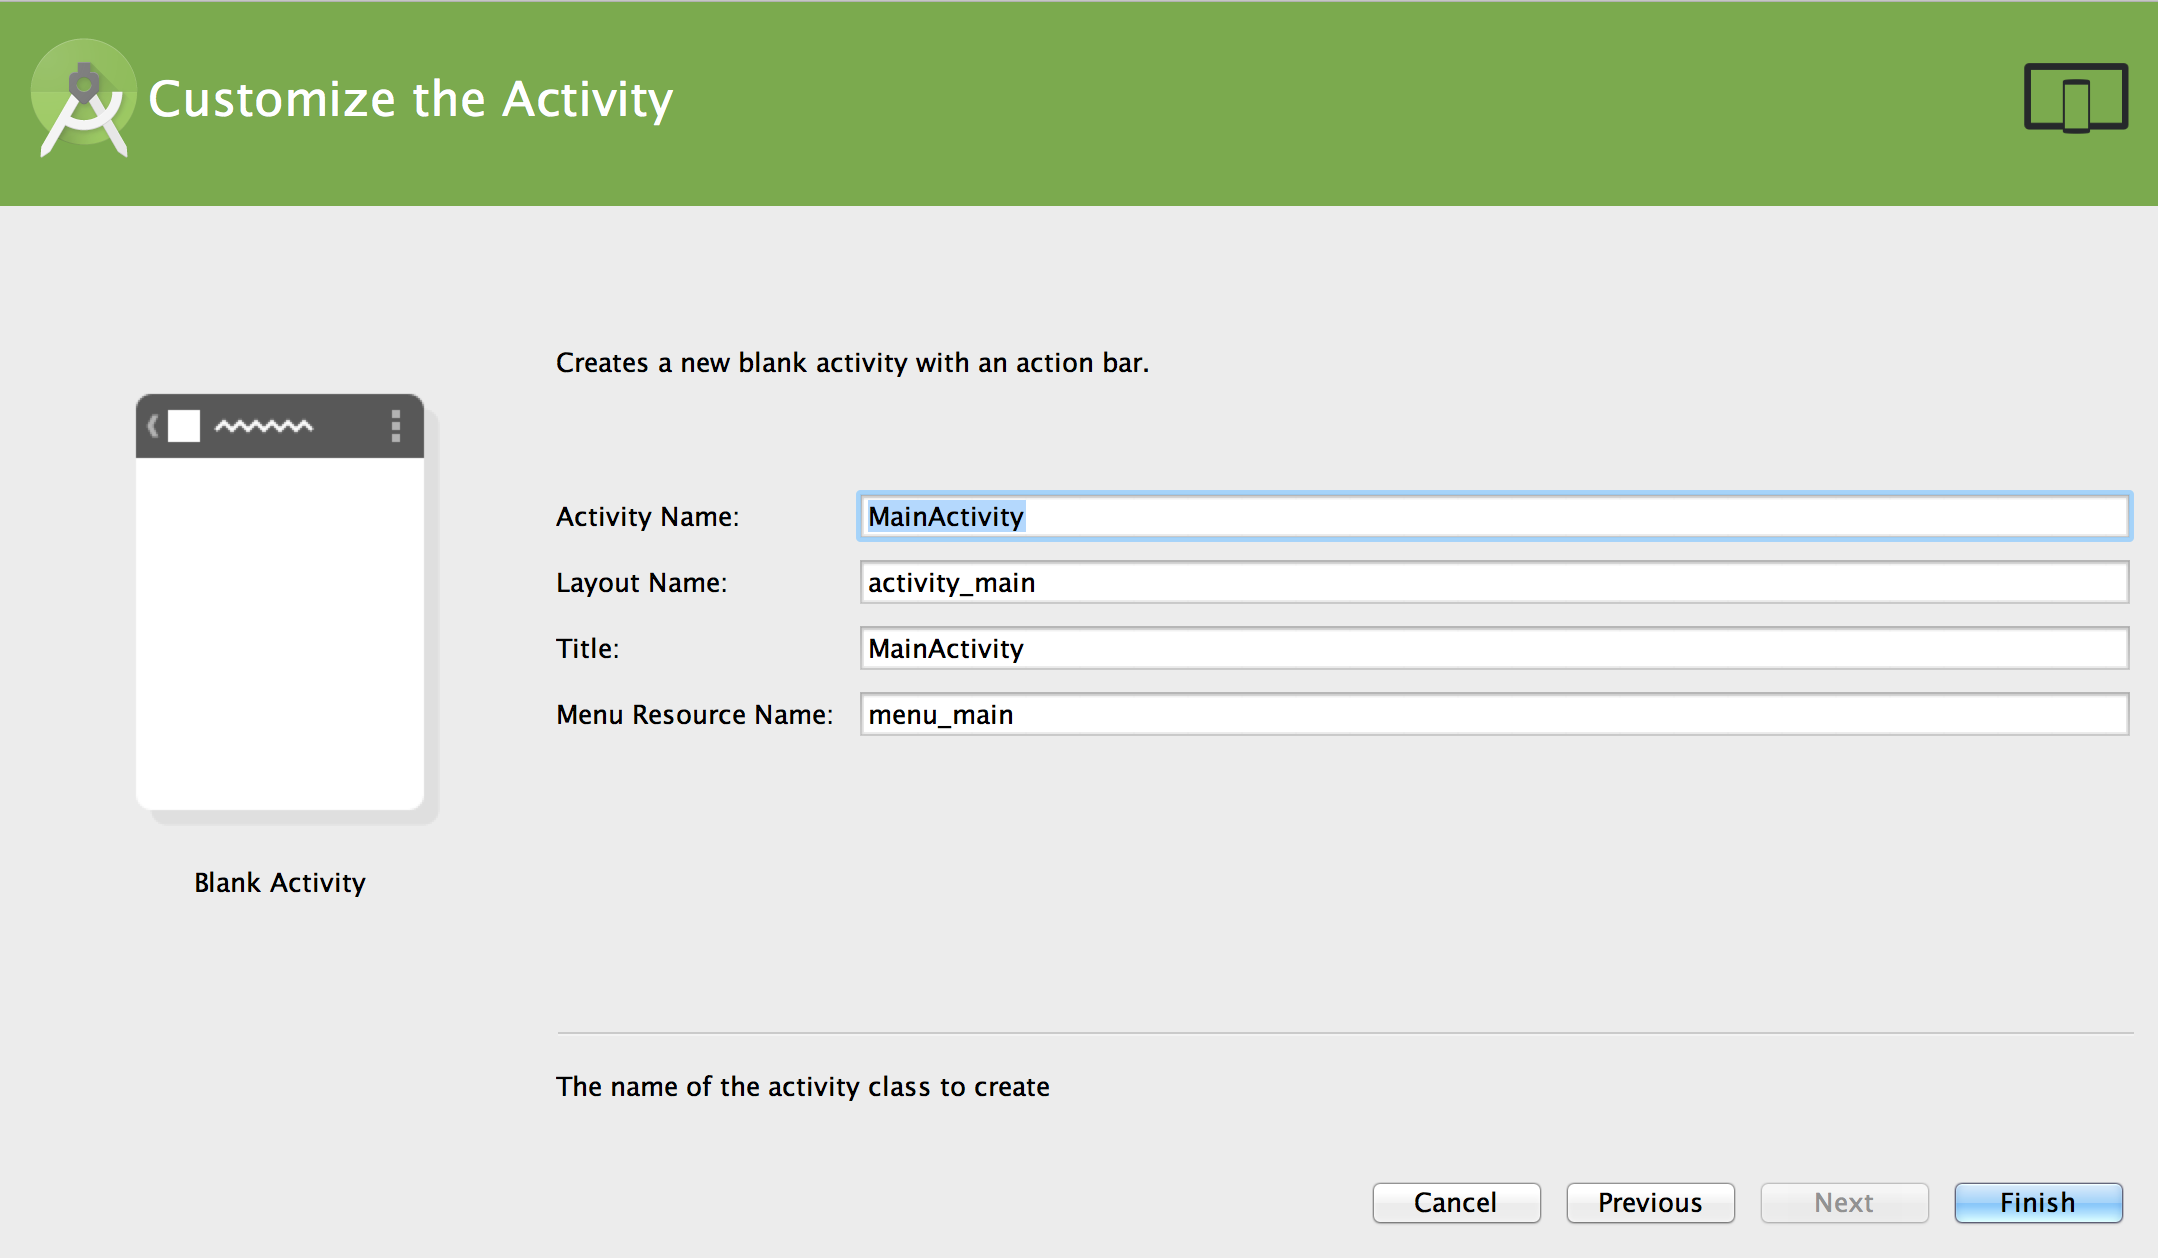 Customize the Activity
Creates a new blank activity with an action bar.
Activity Name: MainActivity
Layout Name: activity_main
Title: MainActivity
Menu Resource Name: menu_main
Blank Activity
The name of the activity class to create
Cancel Previous Next Finish